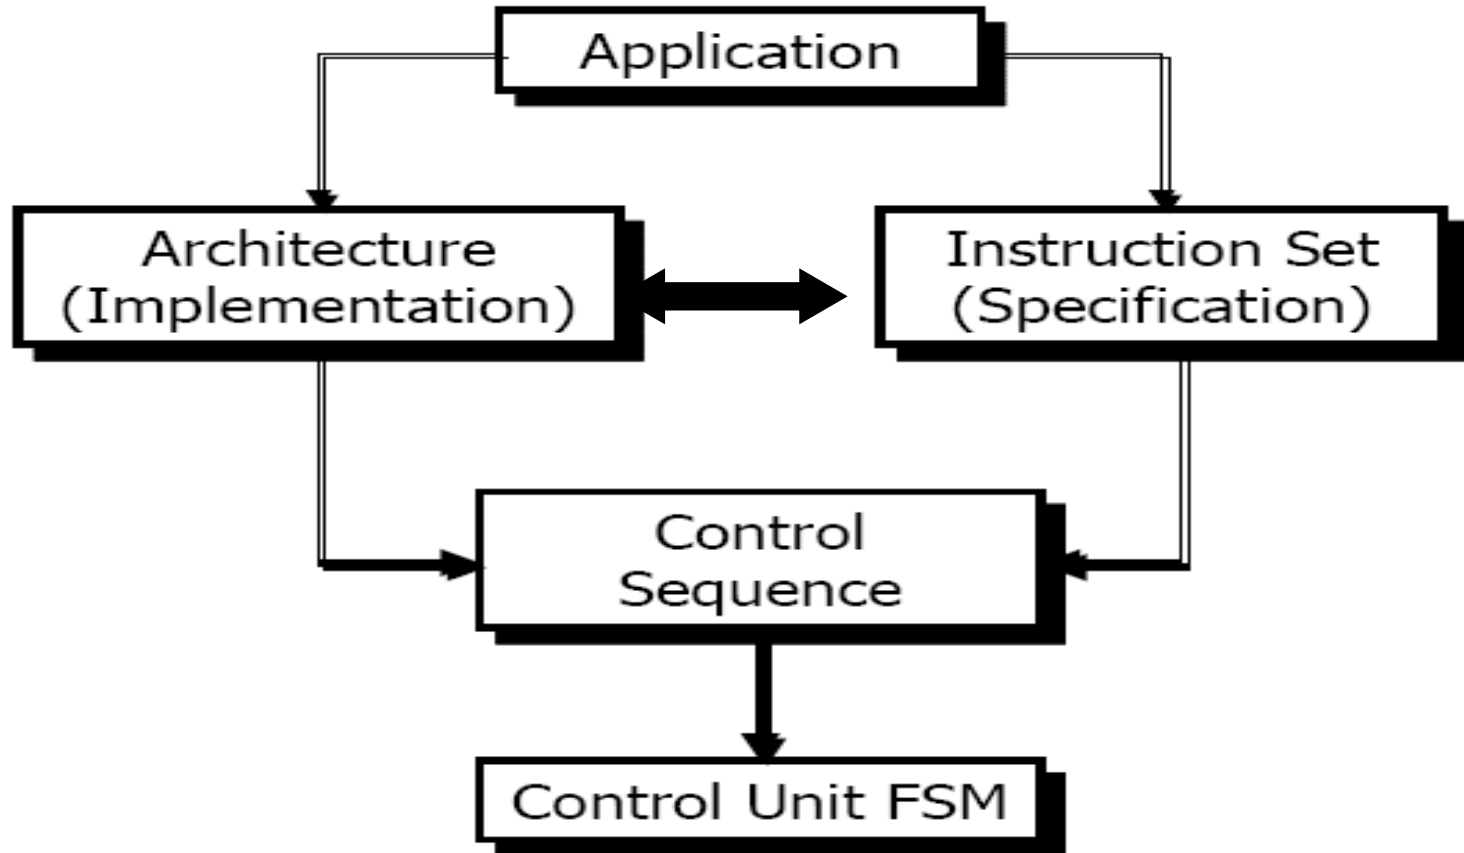 Application
Architecture
(Implementation)
Instruction Set
(Specification)
Control
Sequence
Control Unit FSM